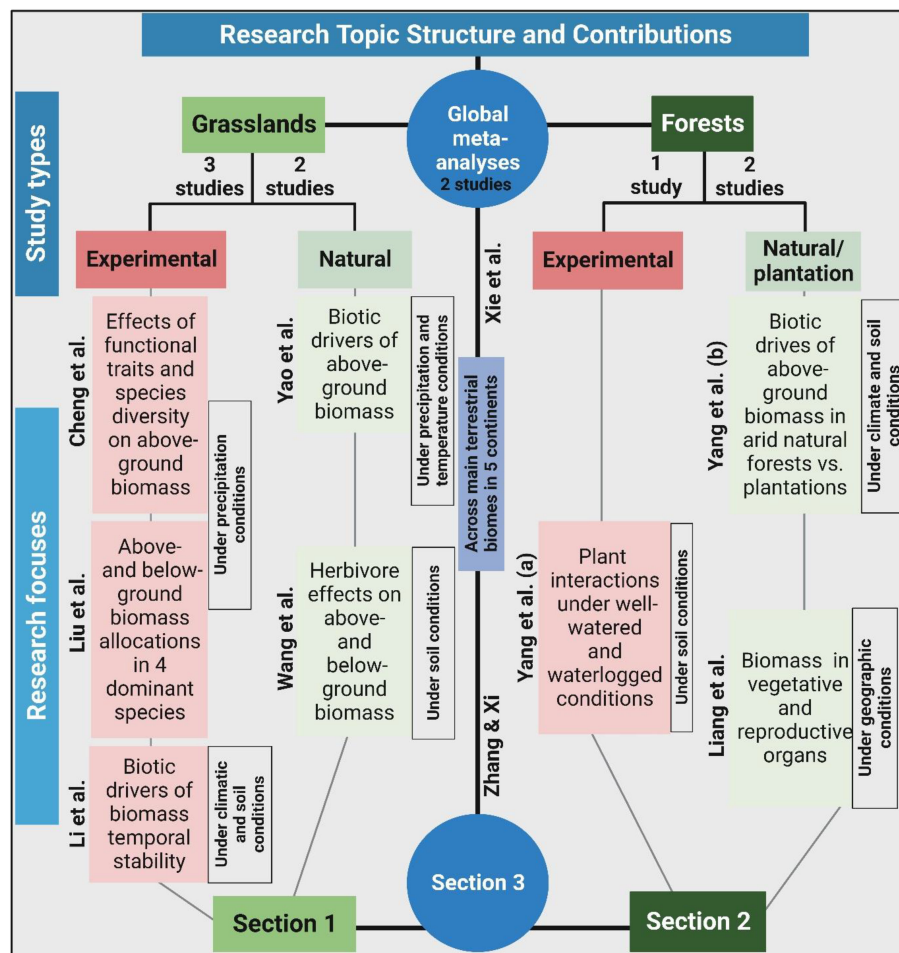 Research Topic Structure and Contributions
Study types
Research focuses
Grasslands
3
studies
2
studies
Global
meta-
analyses
2 studies
Forests
1
study
2
studies
Experimental
Natural
Experimental
Natural/
plantation
Cheng et al.
Effects of
functional
traits and
species
diversity
on above-
ground
biomass
Under precipitation
conditions
Liu et al.
Above-
and below-
ground
biomass
allocations
in 4
dominant
species
Li et al.
Biotic
drivers of
biomass
temporal
stability
Under climatic
and soil
conditions
Yao et al.
Biotic
drivers of
above-
ground
biomass
Under precipitation and
temperature conditions
Wang et al.
Herbivore
effects on
above-
and
below-
ground
biomass
Under soil conditions
Xie et al.
Across main terrestrial
biomes in 5 continents
Zhang & Xi
Yang et al. (a)
Plant
interactions
under well-
watered
and
waterlogged
conditions
Under soil conditions
Yang et al. (b)
Biotic
drives of
above-
ground
biomass in
arid natural
forests vs.
plantations
Under climate and soil
conditions
Liang et al.
Biomass in
vegetative
and
reproductive
organs
Under geographic
conditions
Section 1
Section 3
Section 2